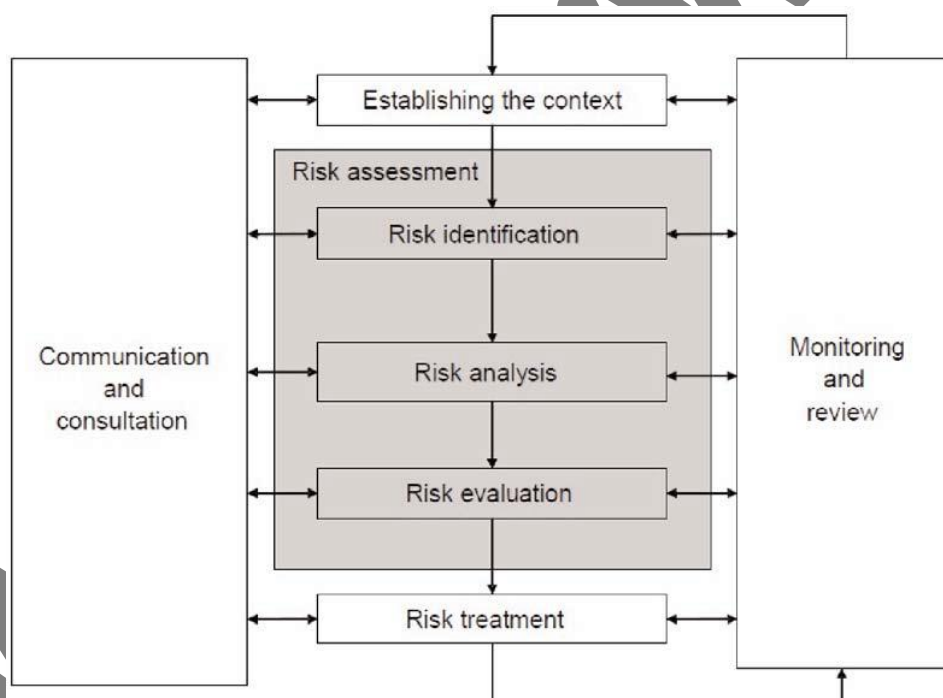 Establishing the context
Risk assessment
Risk identification
Communication
and
consultation
Risk analysis
Monitoring
and
review
Risk evaluation
Risk treatment